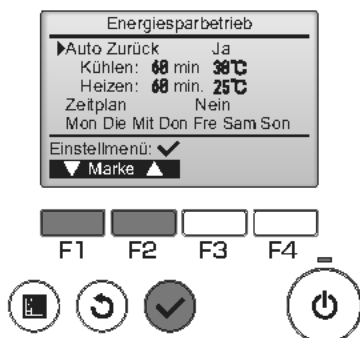 Energiesparbetrieb
▶Auto Zurück Ja
Kühlen: 60 min 30℃
Heizen: 60 min. 25℃
Zeitplan Nein
Mon Die Mit Don Fre Sam Son
Einstellmenü: ✓
▼ Marke ▲
F1 F2 F3 F4